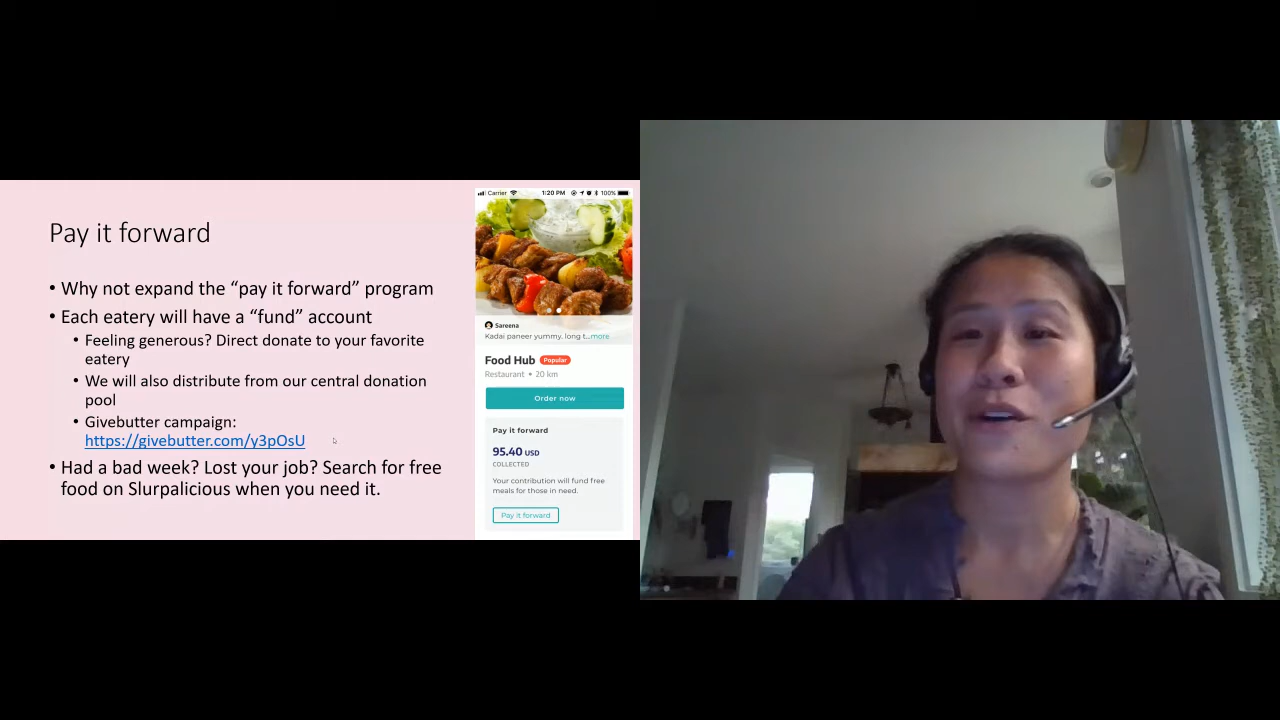 Pay it forward
• Why not expand the “pay it forward” program
• Each eatery will have a “fund” account
• Feeling generous? Direct donate to your favorite
eatery
• We will also distribute from our central donation
pool
• Givebutter campaign:
https://givebutter.com/y3pOsU
• Had a bad week? Lost your job? Search for free
food on Slurpalicious when you need it.
Carrier 1:20 PM 100%
Sareena
Kadai paneer yummy. long t...more
Food Hub Popular
Restaurant • 20 km
Order now
Pay it forward
95.40 USD
COLLECTED
Your contribution will fund free
meals for those in need.
Pay it forward